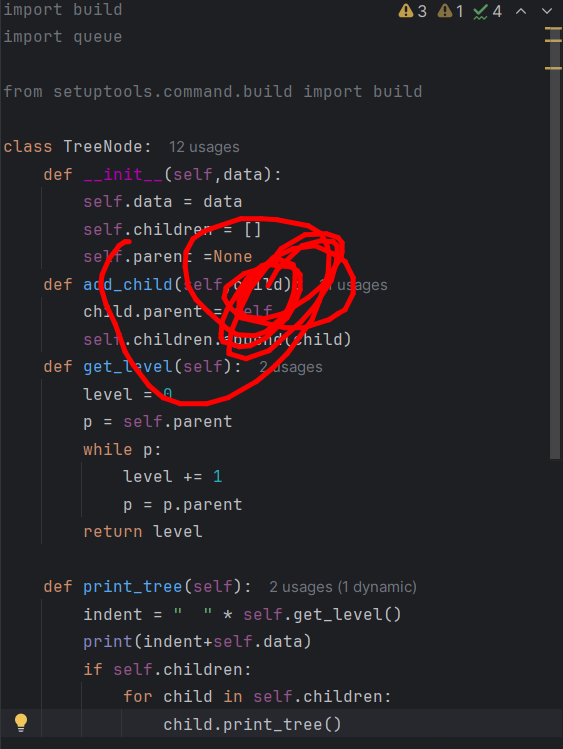 import build
3 1 4
import queue
from setuptools.command.build import build
class TreeNode: 12 usages
def __init__(self,data):
self.data = data
self.children = []
self.parent =None
def add_child(self, child): usages
child.parent = self
self.children.append(child)
def get_level(self): 2 usages
level = 0
p = self.parent
while p:
level += 1
p = p.parent
return level
def print_tree(self): 2 usages (1 dynamic)
indent = "  " * self.get_level()
print(indent+self.data)
if self.children:
for child in self.children:
child.print_tree()